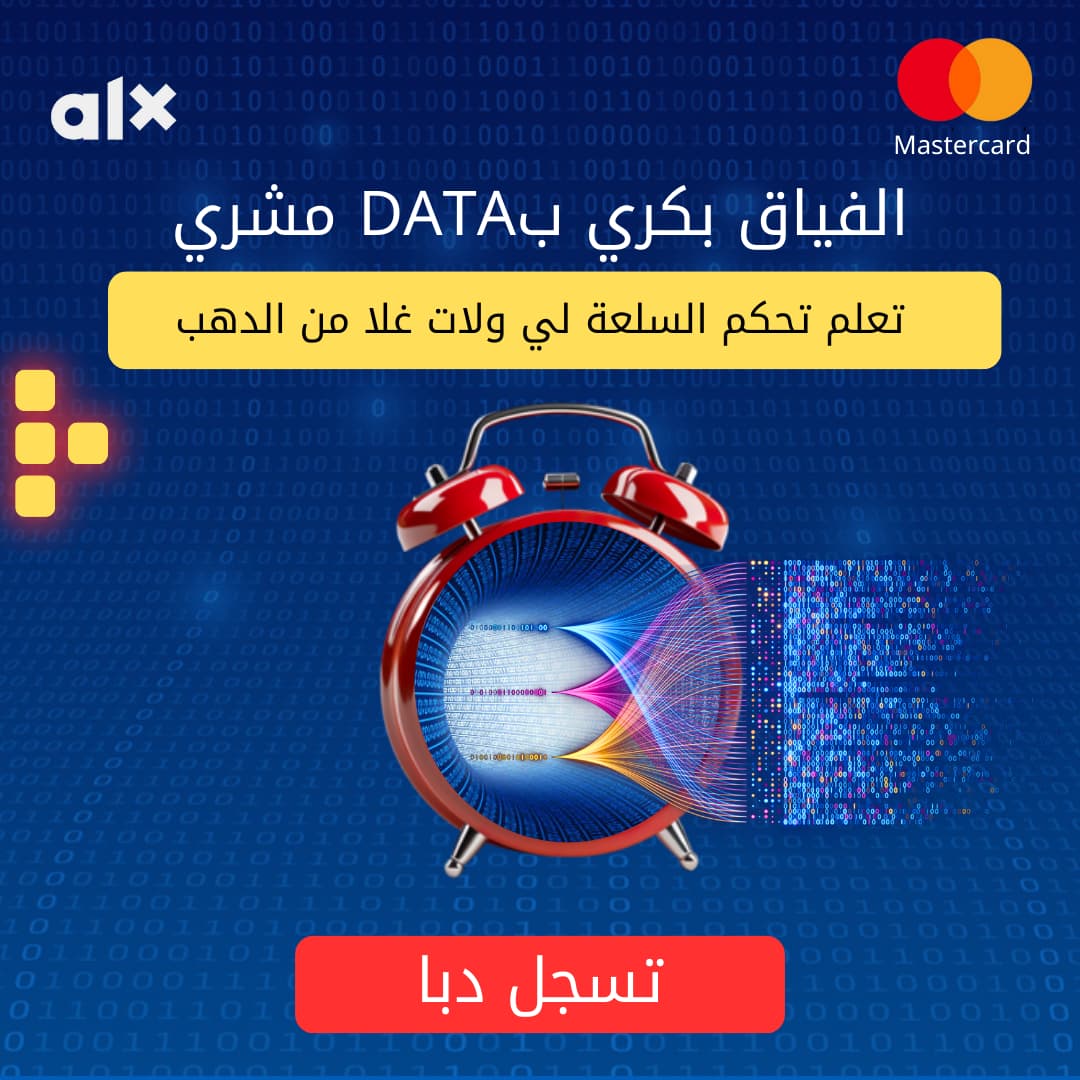 alx
Mastercard
الفياق بكري بDATA مشري
تعلم تحكم السلعة لي ولات غلا من الدهب
تسجل دبا